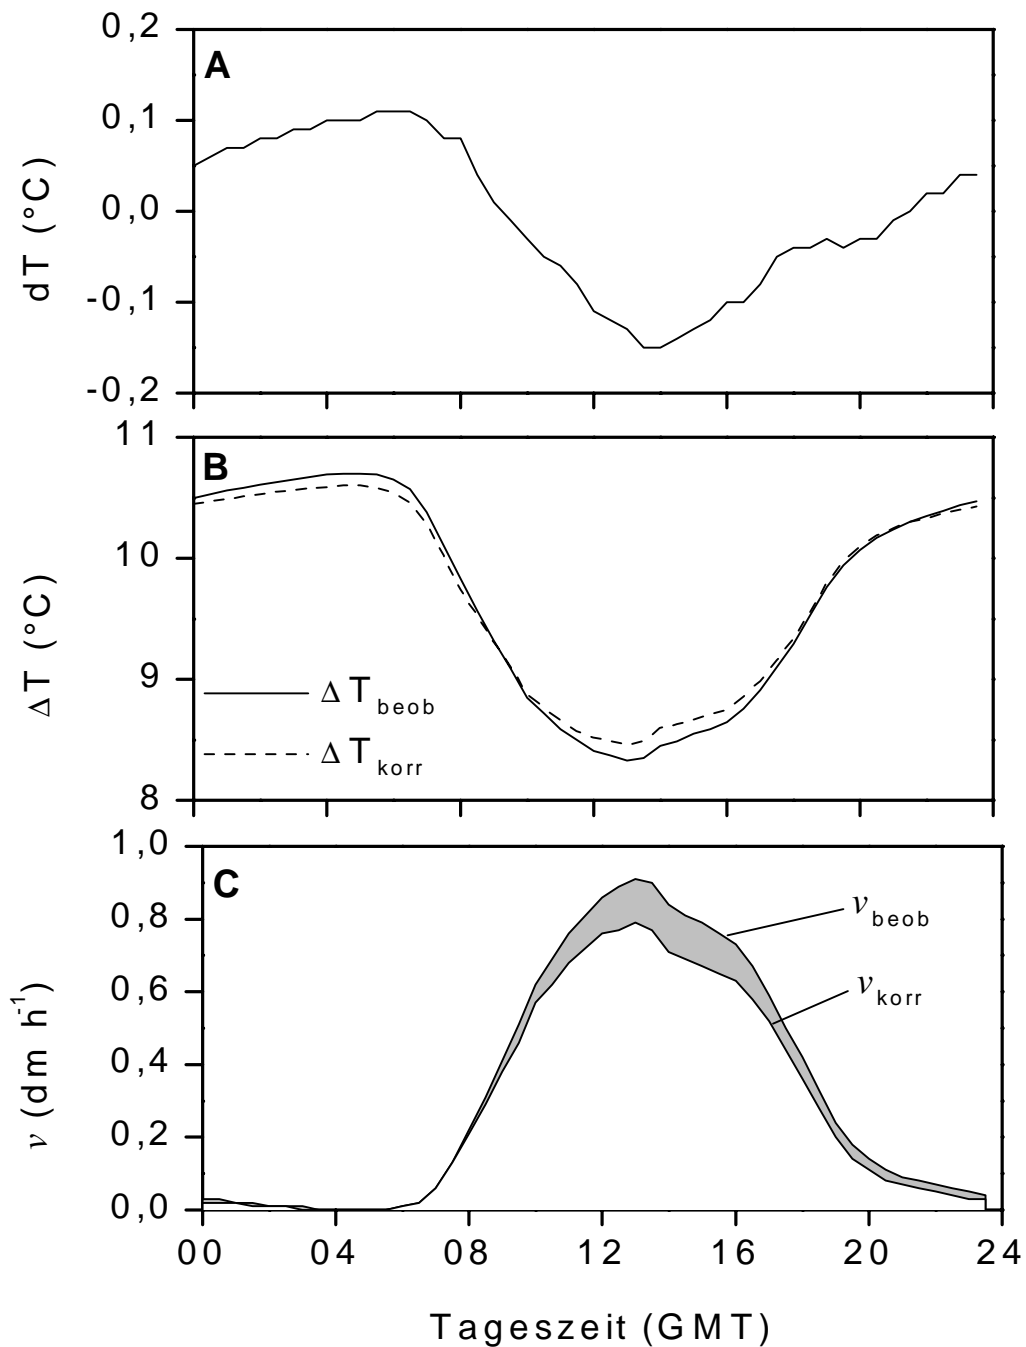 0,2
A
0,1
dT (°C)
0,0
-0,1
-0,2
11
B
10
ΔT (°C)
9
ΔT beob
ΔT korr
8
1,0
C
0,8
v beob
0,6
v korr
v (dm h-1)
0,4
0,2
0,0
00 04 08 12 16 20 24
Tageszeit (GMT)